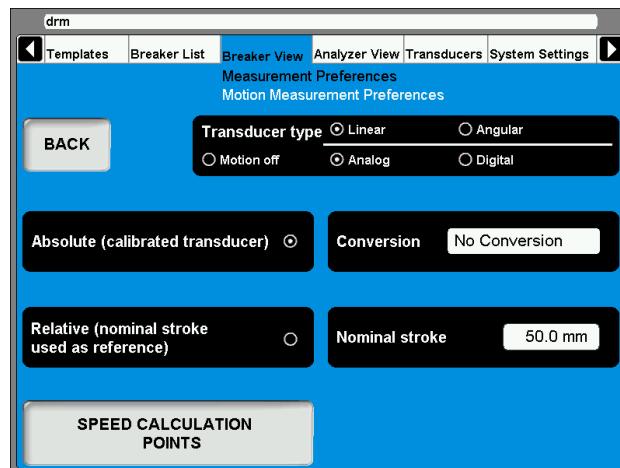 drm
Templates Breaker List Breaker View Analyzer View Transducers System Settings
Measurement Preferences
Motion Measurement Preferences
BACK
Transducer type Linear Angular
Motion off Analog Digital
Absolute (calibrated transducer)
Conversion No Conversion
Relative (nominal stroke
used as reference)
Nominal stroke 50.0 mm
SPEED CALCULATION
POINTS